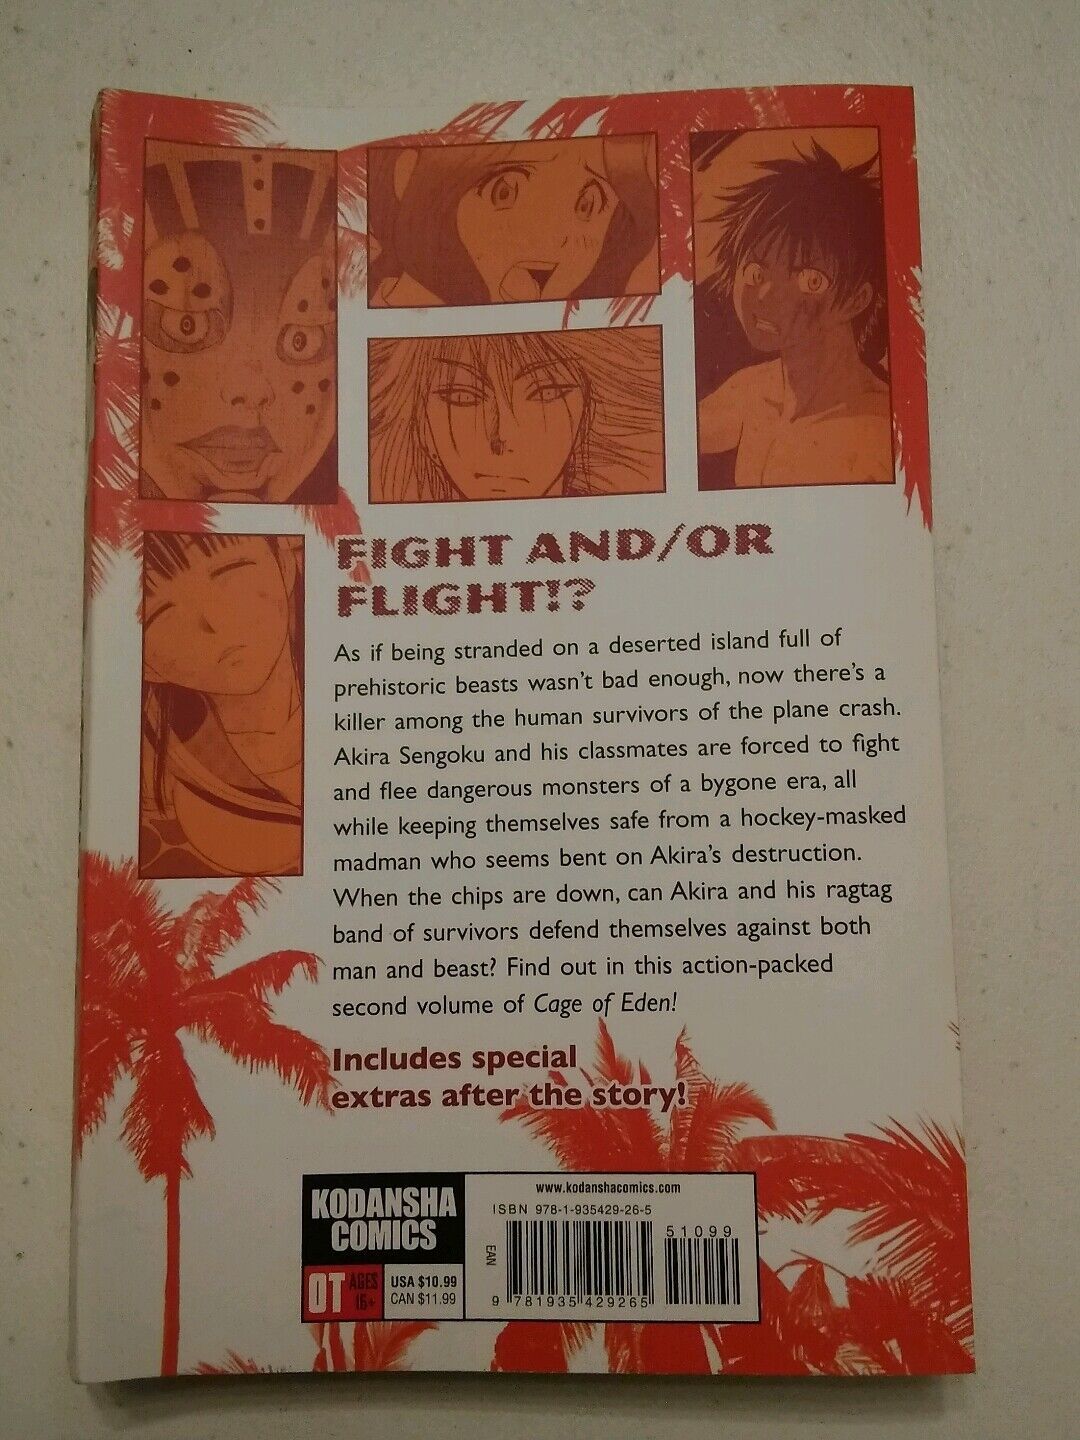 FIGHT AND/OR
FLIGHT!?
As if being stranded on a deserted island full of
prehistoric beasts wasn't bad enough, now there's a
killer among the human survivors of the plane crash.
Akira Sengoku and his classmates are forced to fight
and flee dangerous monsters of a bygone era, all
while keeping themselves safe from a hockey-masked
madman who seems bent on Akira's destruction.
When the chips are down, can Akira and his ragtag
band of survivors defend themselves against both
man and beast? Find out in this action-packed
second volume of Cage of Eden!
Includes special
extras after the story!
KODANSHA
COMICS
OT AGES
16+
USA $10.99
CAN $11.99
www.kodanshacomics.com
ISBN 978-1-935429-26-5
51099
EAN
9 781935 429265